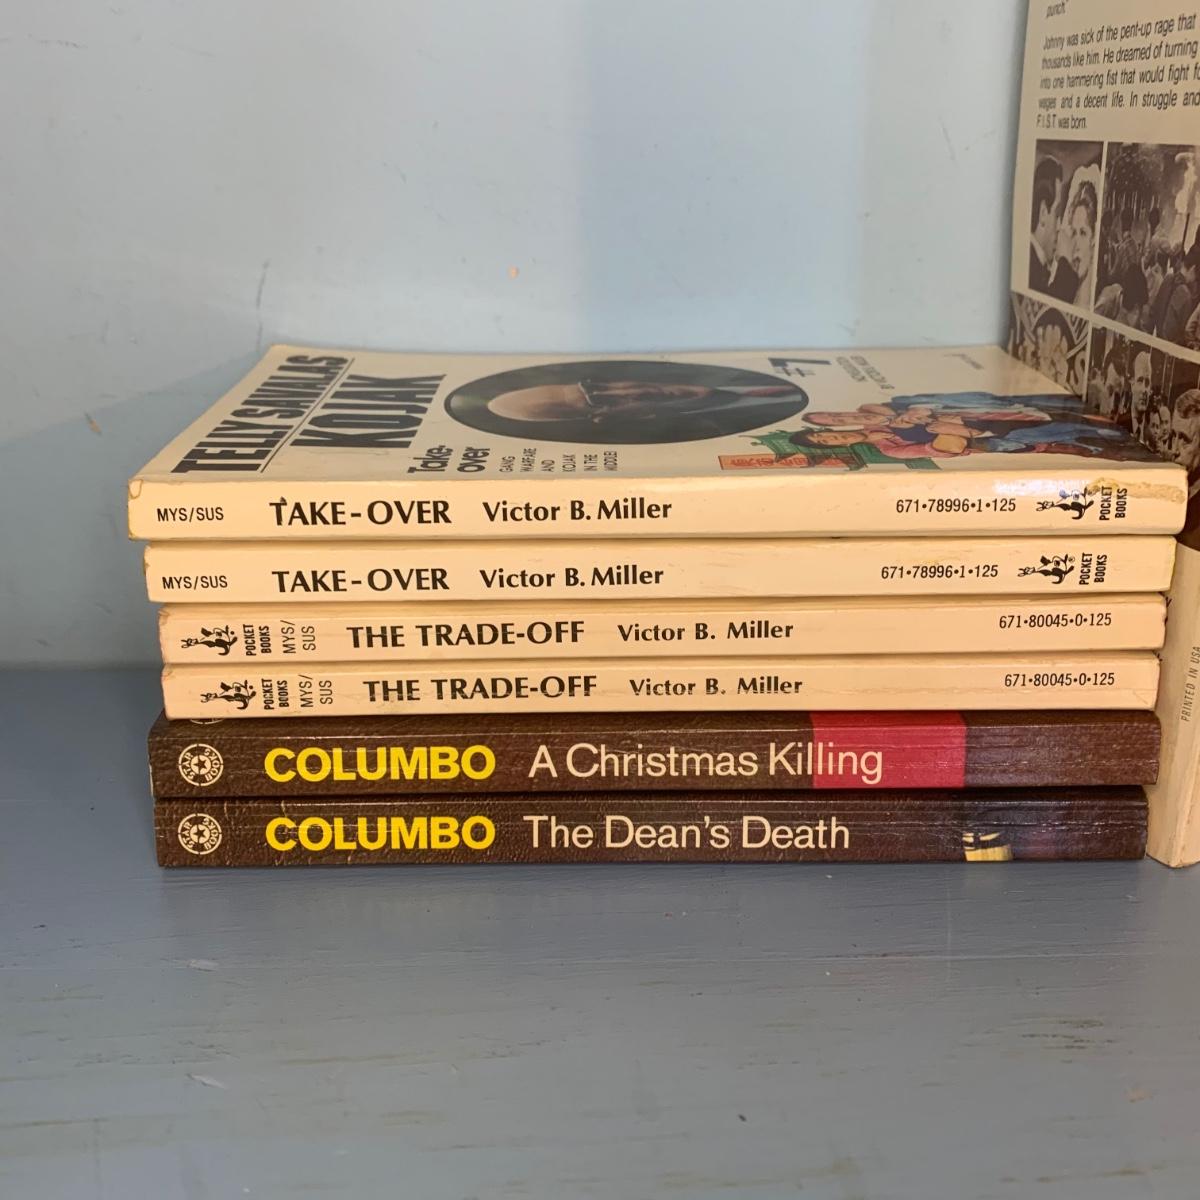 punch."
Johnny was sick of the pent-up rage that
thousands like him. He dreamed of turning
into one hammering fist that would fight
wages and a decent life. In struggle and
F.I.S.T. was born.
TELLY SAVALAS
KOJAK
Take-
over
GANG
WARFARE
AND
KOJAK
IN THE
MIDDLE!
#7
MYS/SUS TAKE-OVER Victor B. Miller 671•78996•1•125 POCKET BOOKS
MYS/SUS TAKE-OVER Victor B. Miller 671•78996•1•125 POCKET BOOKS
POCKET BOOKS MYS/SUS THE TRADE-OFF Victor B. Miller 671•80045•0•125
POCKET BOOKS MYS/SUS THE TRADE-OFF Victor B. Miller 671•80045•0•125
STAR BOOKS COLUMBO A Christmas Killing
STAR BOOKS COLUMBO The Dean's Death
PRINTED IN USA